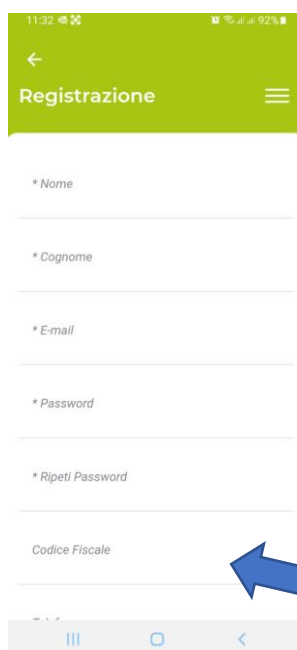 11:32 92%
Registrazione
* Nome
* Cognome
* E-mail
* Password
* Ripeti Password
Codice Fiscale